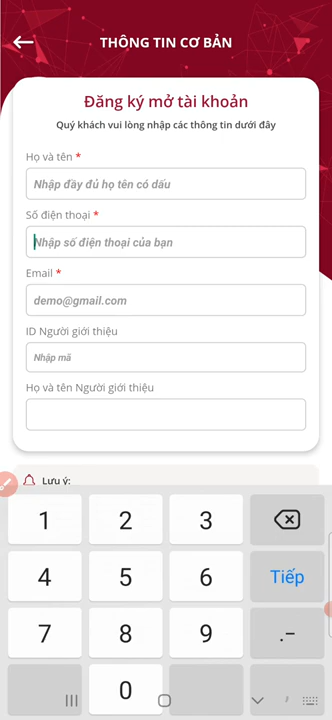 THÔNG TIN CƠ BẢN
Đăng ký mở tài khoản
Quý khách vui lòng nhập các thông tin dưới đây
Họ và tên *
Nhập đầy đủ họ tên có dấu
Số điện thoại *
Nhập số điện thoại của bạn
Email *
demo@gmail.com
ID Người giới thiệu
Nhập mã
Họ và tên Người giới thiệu
Lưu ý:
1 2 3
4 5 6 Tiếp
7 8 9 .-
0